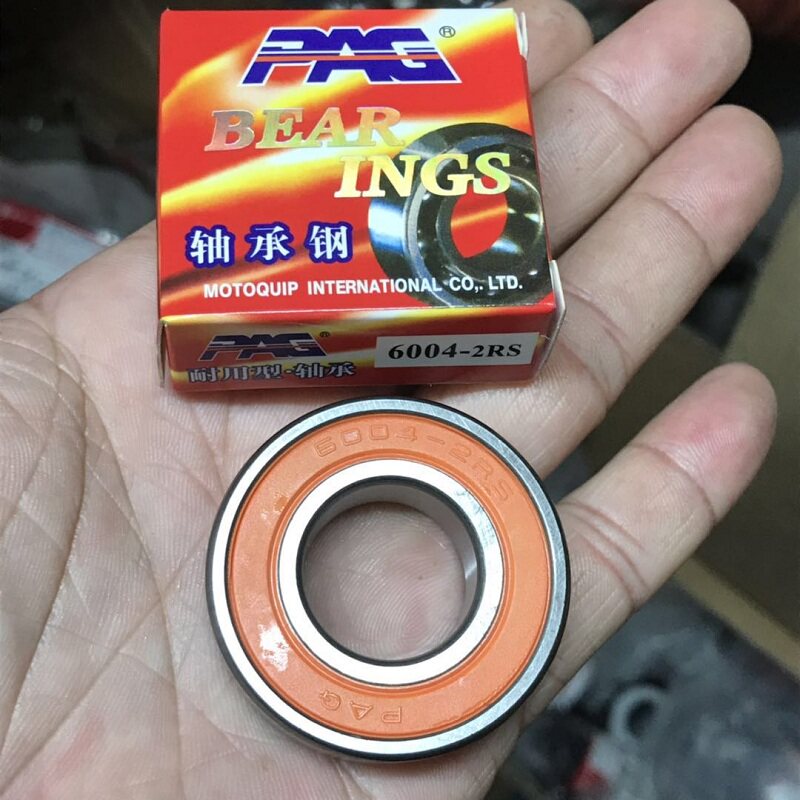 PAG®
BEAR
INGS
轴承钢
MOTOQUIP INTERNATIONAL CO,. LTD.
PAG®
6004-2RS
耐用型·轴承
6004-2RS
PAG